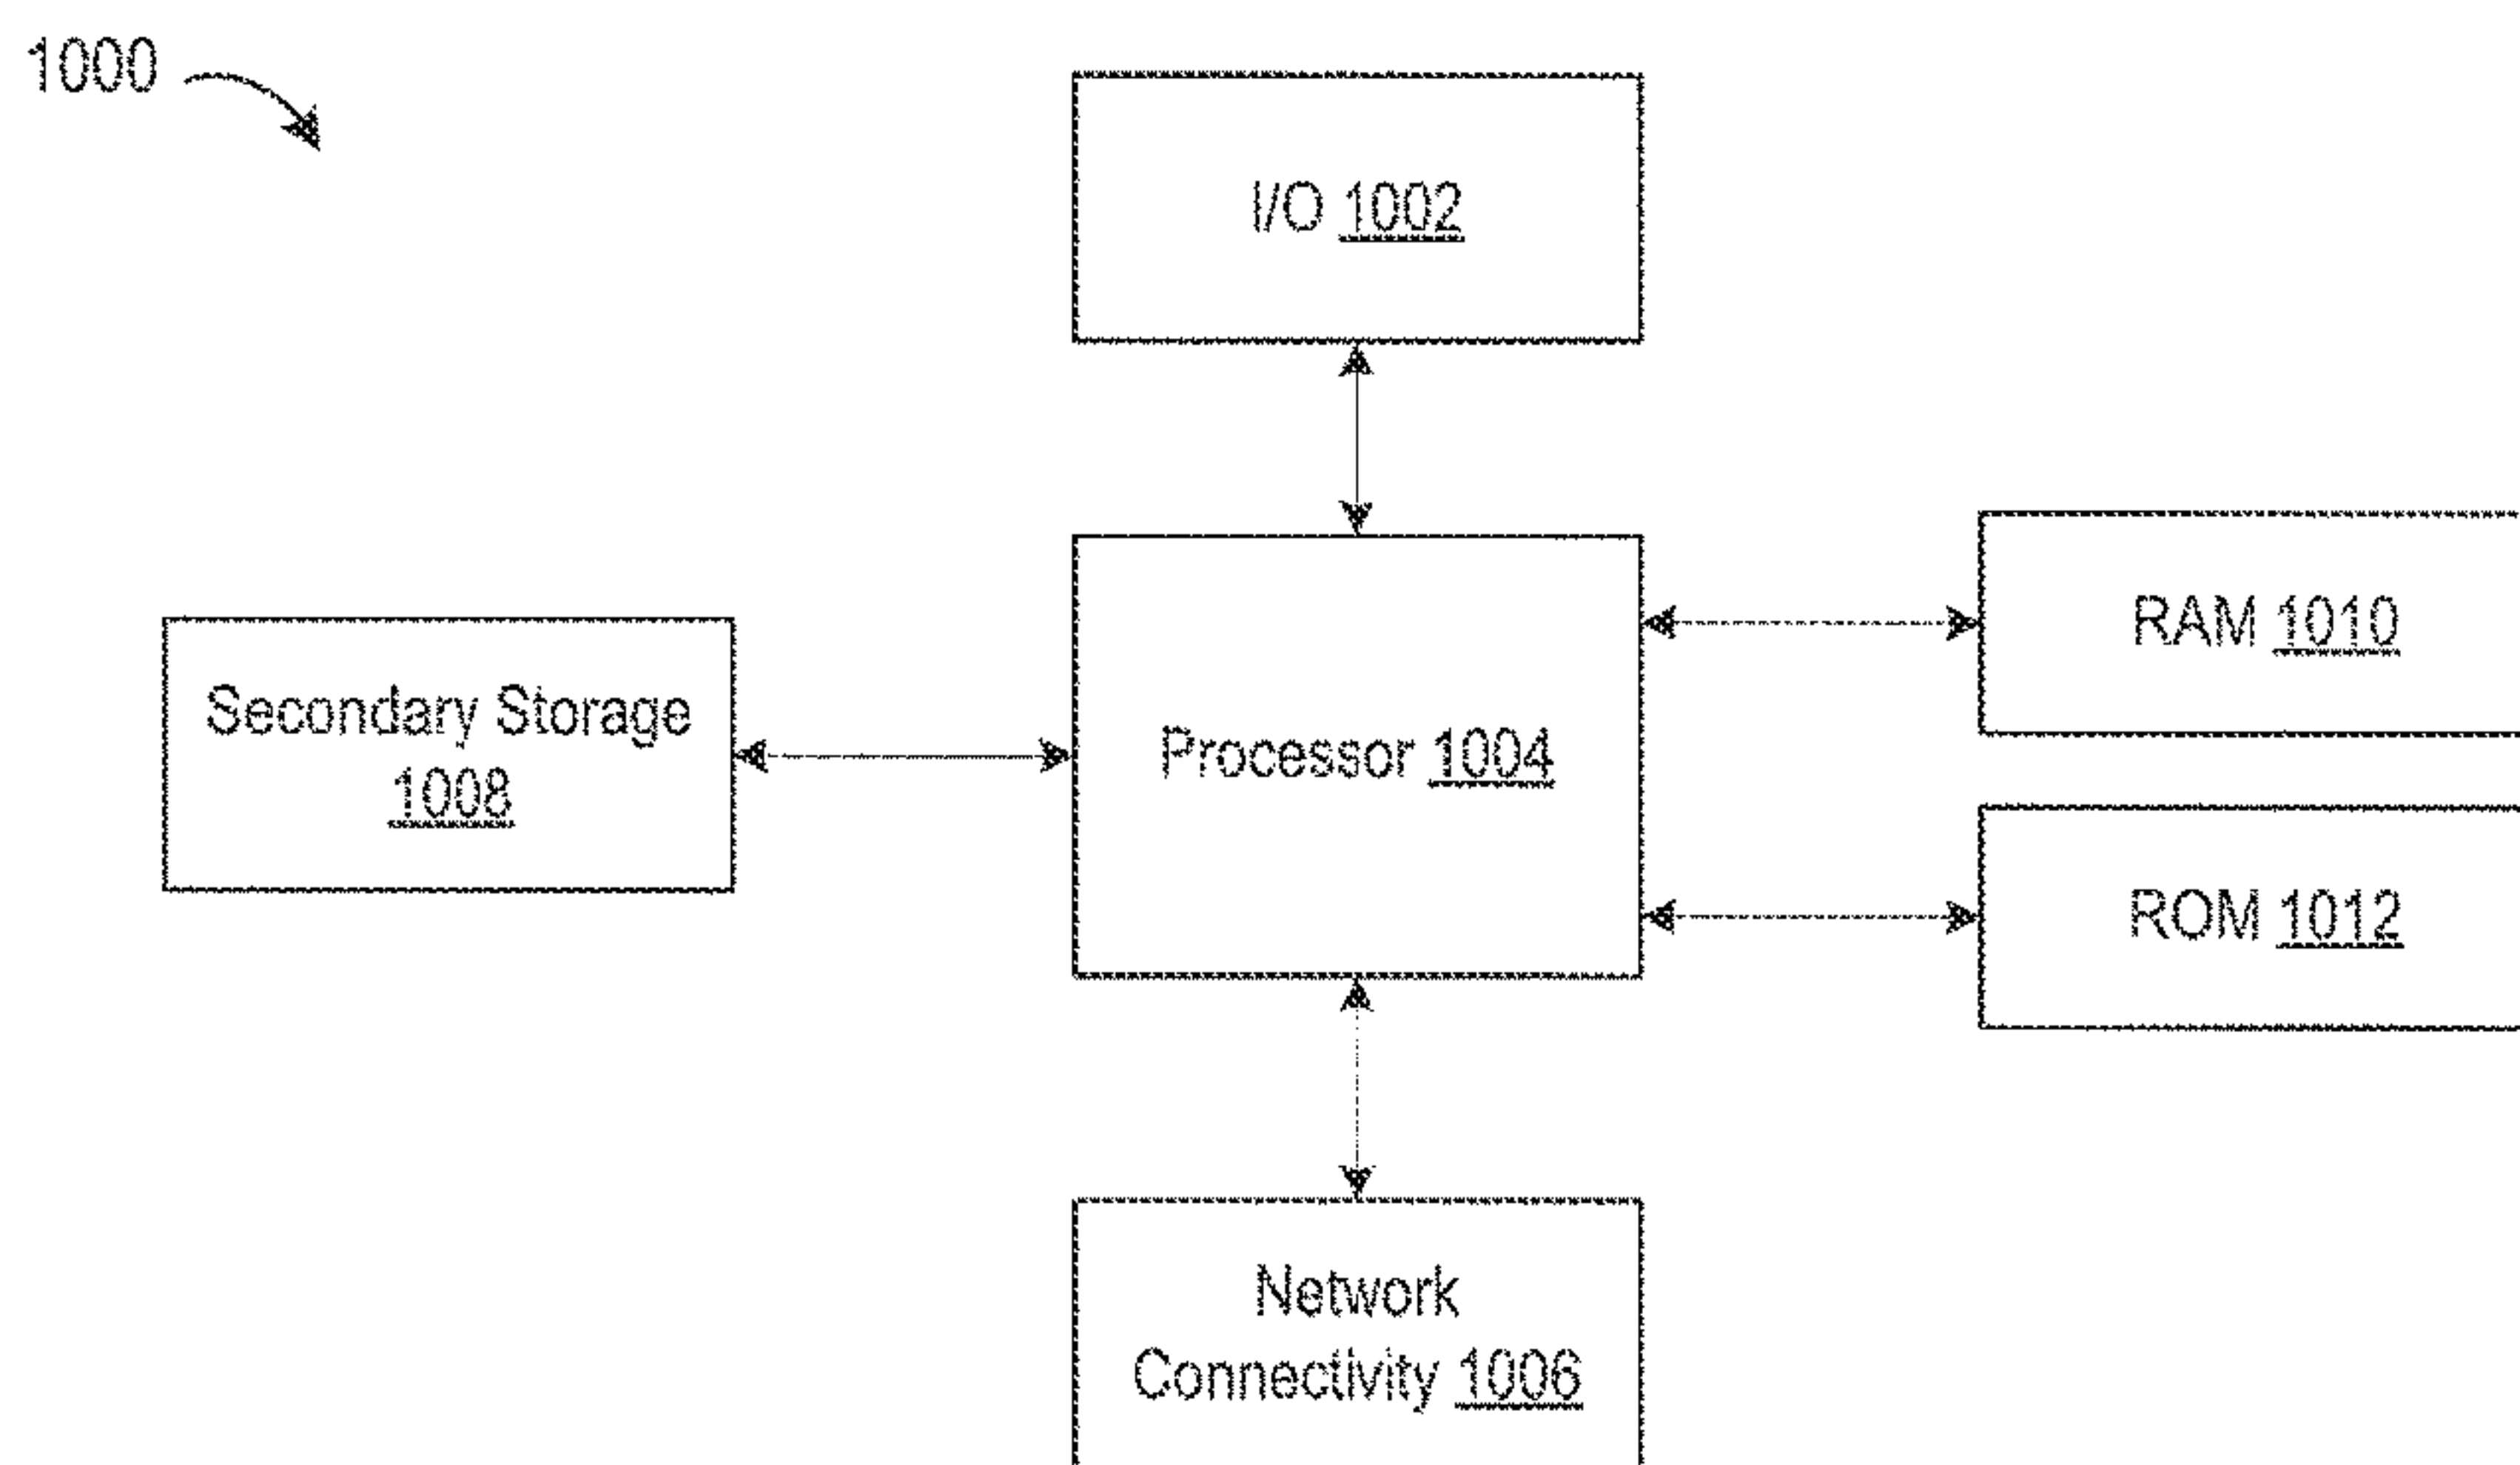 1000
I/O 1002
RAM 1010
Secondary Storage
1008
Processor 1004
ROM 1012
Network
Connectivity 1006